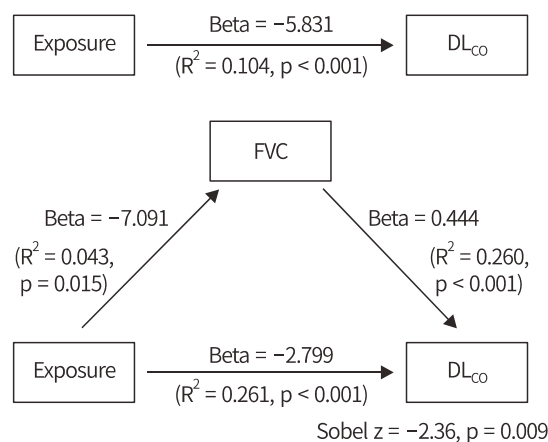 Beta = −5.831
Exposure
DL_CO
(R² = 0.104, p < 0.001)
FVC
Beta = −7.091
Beta = 0.444
(R² = 0.043,
p = 0.015)
(R² = 0.260,
p < 0.001)
Beta = −2.799
Exposure
DL_CO
(R² = 0.261, p < 0.001)
Sobel z = −2.36, p = 0.009